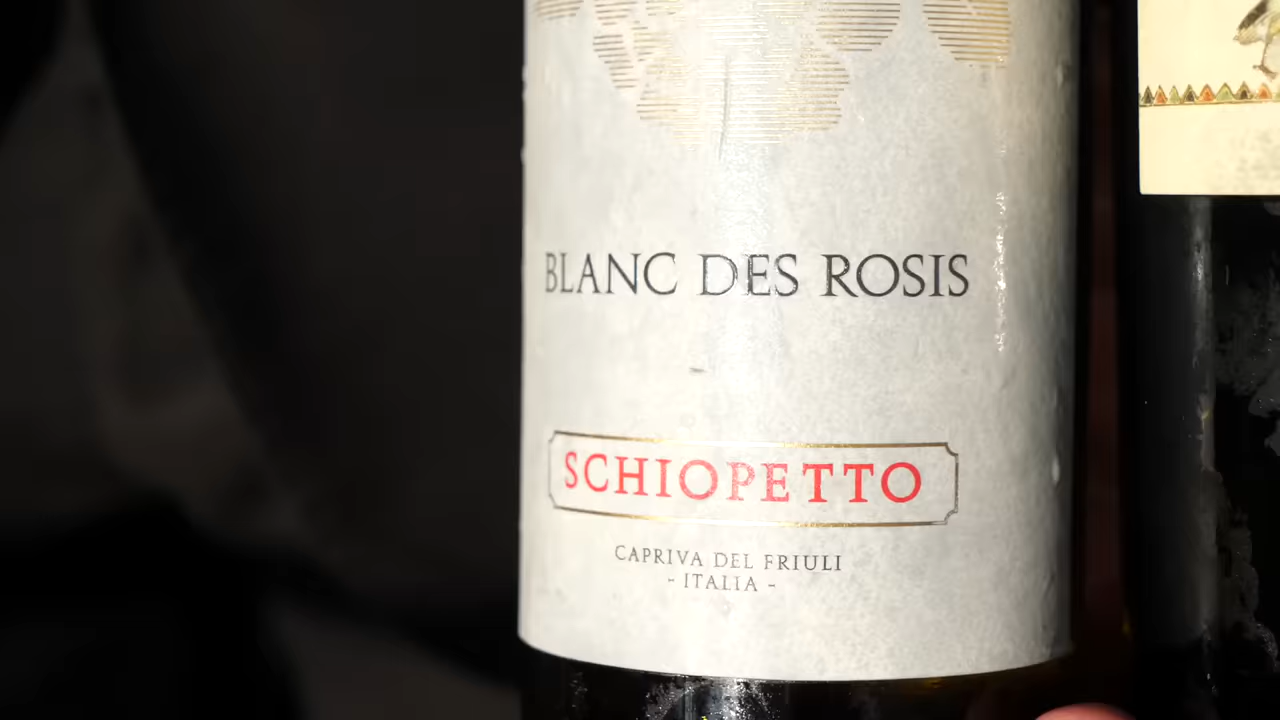 BLANC DES ROSIS
SCHIOPETTO
CAPRIVA DEL FRIULI
- ITALIA -